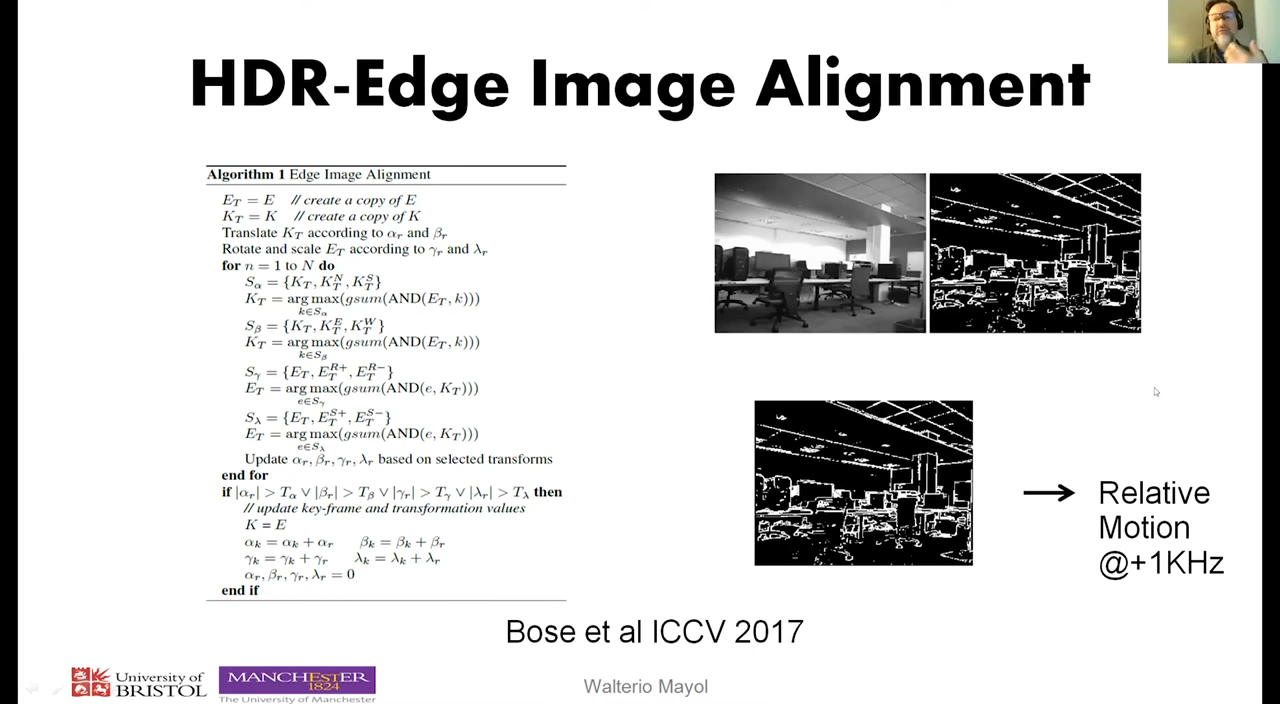 HDR-Edge Image Alignment
Algorithm 1 Edge Image Alignment
E_T = E // create a copy of E
K_T = K // create a copy of K
Translate K_T according to α_r and β_r
Rotate and scale E_T according to γ_r and λ_r
for n = 1 to N do
S_α = {K_T, K_T^N, K_T^S}
K_T = arg max(gsum(AND(E_T, k)))
k∈S_α
S_β = {K_T, K_T^E, K_T^W}
K_T = arg max(gsum(AND(E_T, k)))
k∈S_β
S_γ = {E_T, E_T^{R+}, E_T^{R−}}
E_T = arg max(gsum(AND(e, K_T)))
e∈S_γ
S_λ = {E_T, E_T^{S+}, E_T^{S−}}
E_T = arg max(gsum(AND(e, K_T)))
e∈S_λ
Update α_r, β_r, γ_r, λ_r based on selected transforms
end for
if |α_r| > T_α ∨ |β_r| > T_β ∨ |γ_r| > T_γ ∨ |λ_r| > T_λ then
// update key-frame and transformation values
K = E
α_k = α_k + α_r β_k = β_k + β_r
γ_k = γ_k + γ_r λ_k = λ_k + λ_r
α_r, β_r, γ_r, λ_r = 0
end if
Relative
Motion
@+1KHz
Bose et al ICCV 2017
University of
BRISTOL
MANCHESTER
1824
The University of Manchester
Walterio Mayol